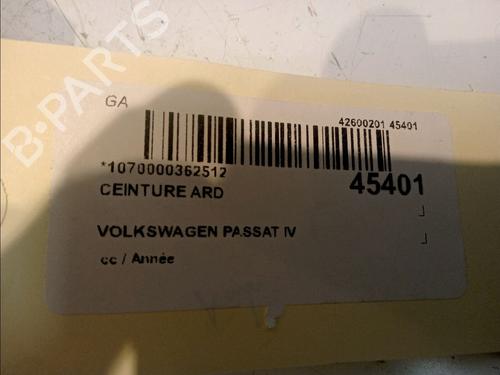 B-PARTS
GA
42600201 45401
*1070000362512
45401
CEINTURE ARD
VOLKSWAGEN PASSAT IV
cc / Année